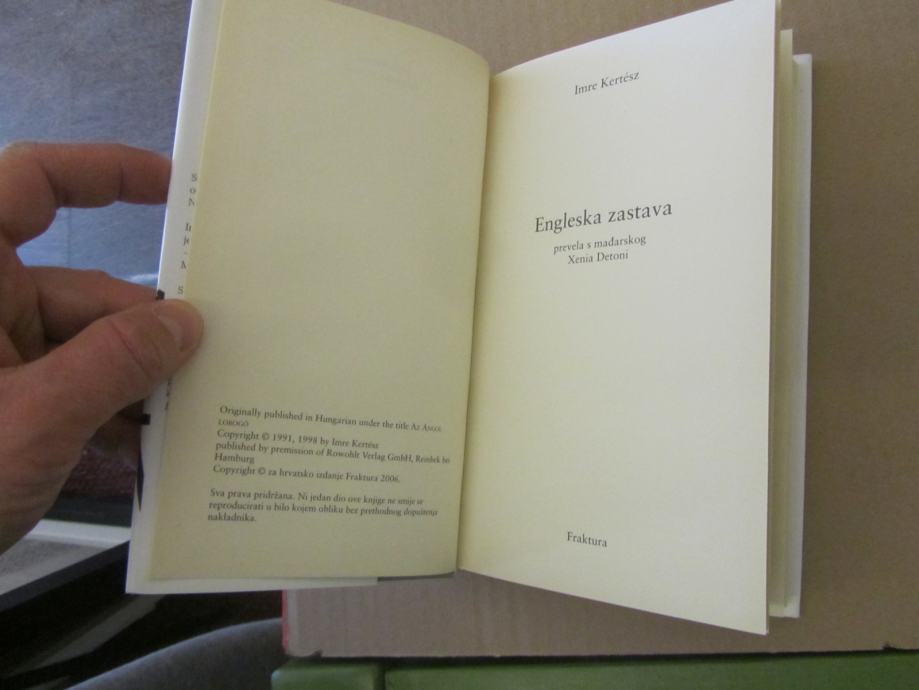 S
o
N
In
je
-
M
S
Originally published in Hungarian under the title AZ ANGOL
LOBOGÓ
Copyright © 1991, 1998 by Imre Kertész
published by premission of Rowohlt Verlag GmbH, Reinbek bei
Hamburg
Copyright © za hrvatsko izdanje Fraktura 2006.
Sva prava pridržana. Ni jedan dio ove knjige ne smije se
reproducirati u bilo kojem obliku bez prethodnog dopuštenja
nakladnika.
Imre Kertész
Engleska zastava
prevela s mađarskog
Xenia Detoni
Fraktura